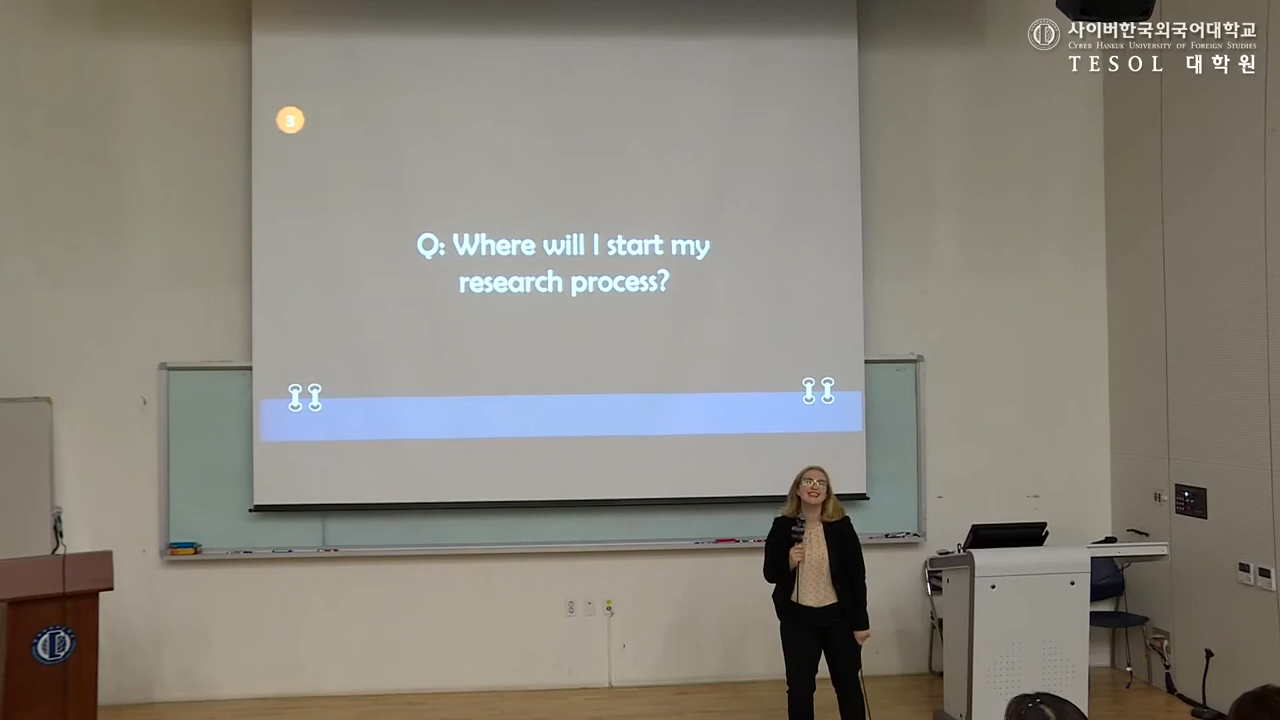 사이버한국외국어대학교
CYBER HANKUK UNIVERSITY OF FOREIGN STUDIES
TESOL 대학원
3
Q: Where will I start my
research process?